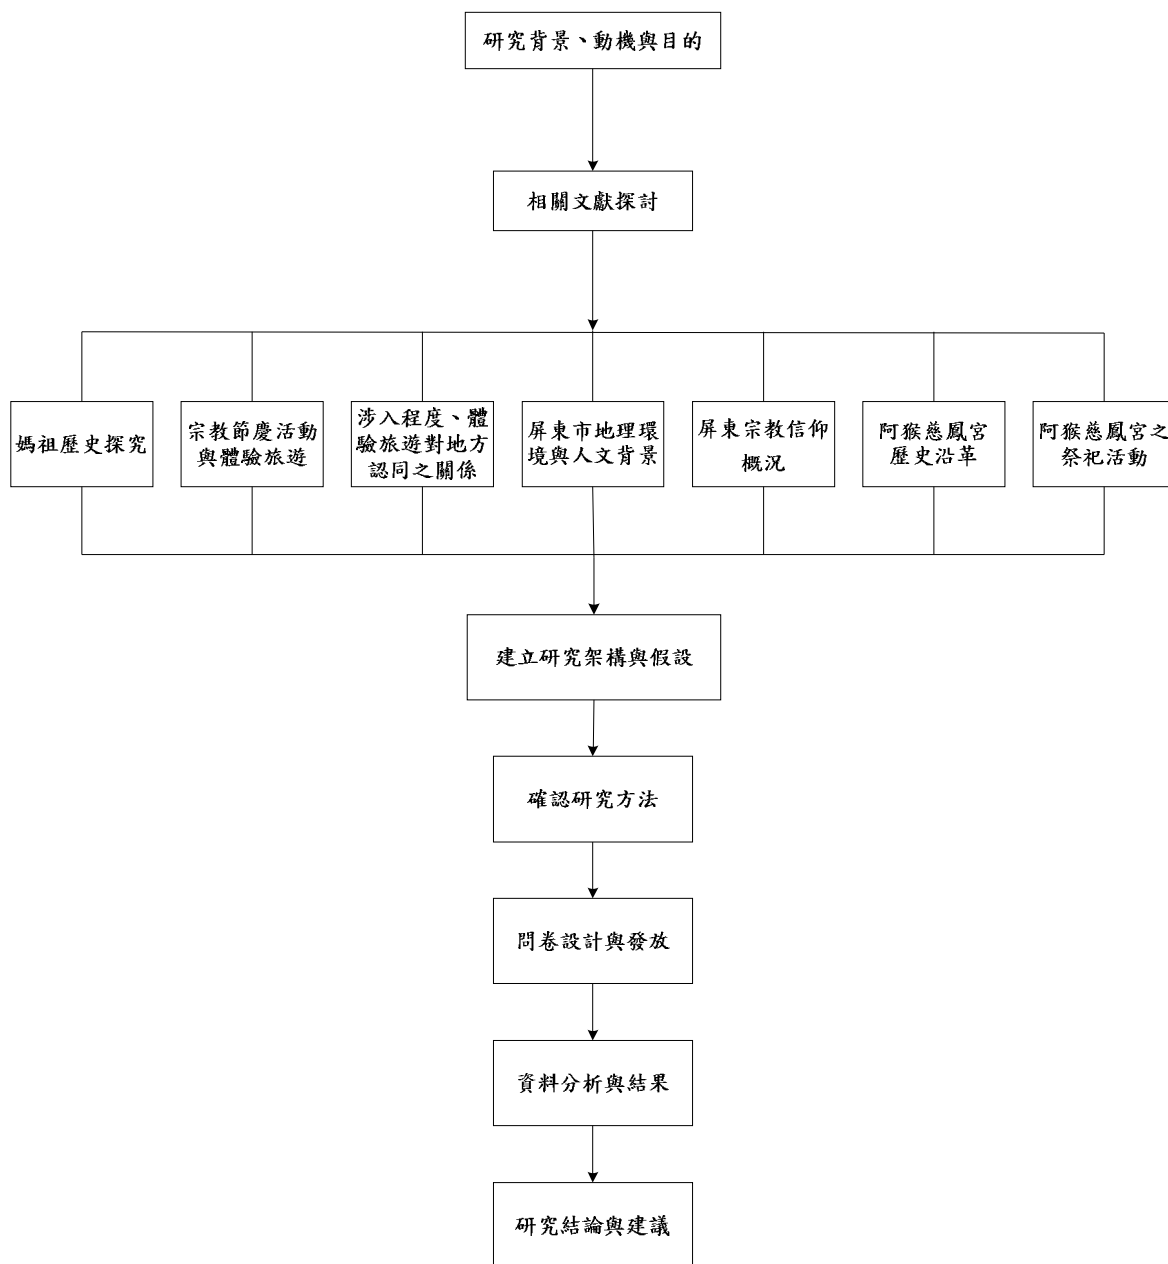 研究背景、動機與目的
相關文獻探討
媽祖歷史探究
宗教節慶活動
與體驗旅遊
涉入程度、體
驗旅遊對地方
認同之關係
屏東市地理環
境與人文背景
屏東宗教信仰
概況
阿猴慈鳳宮
歷史沿革
阿猴慈鳳宮之
祭祀活動
建立研究架構與假設
確認研究方法
問卷設計與發放
資料分析與結果
研究結論與建議